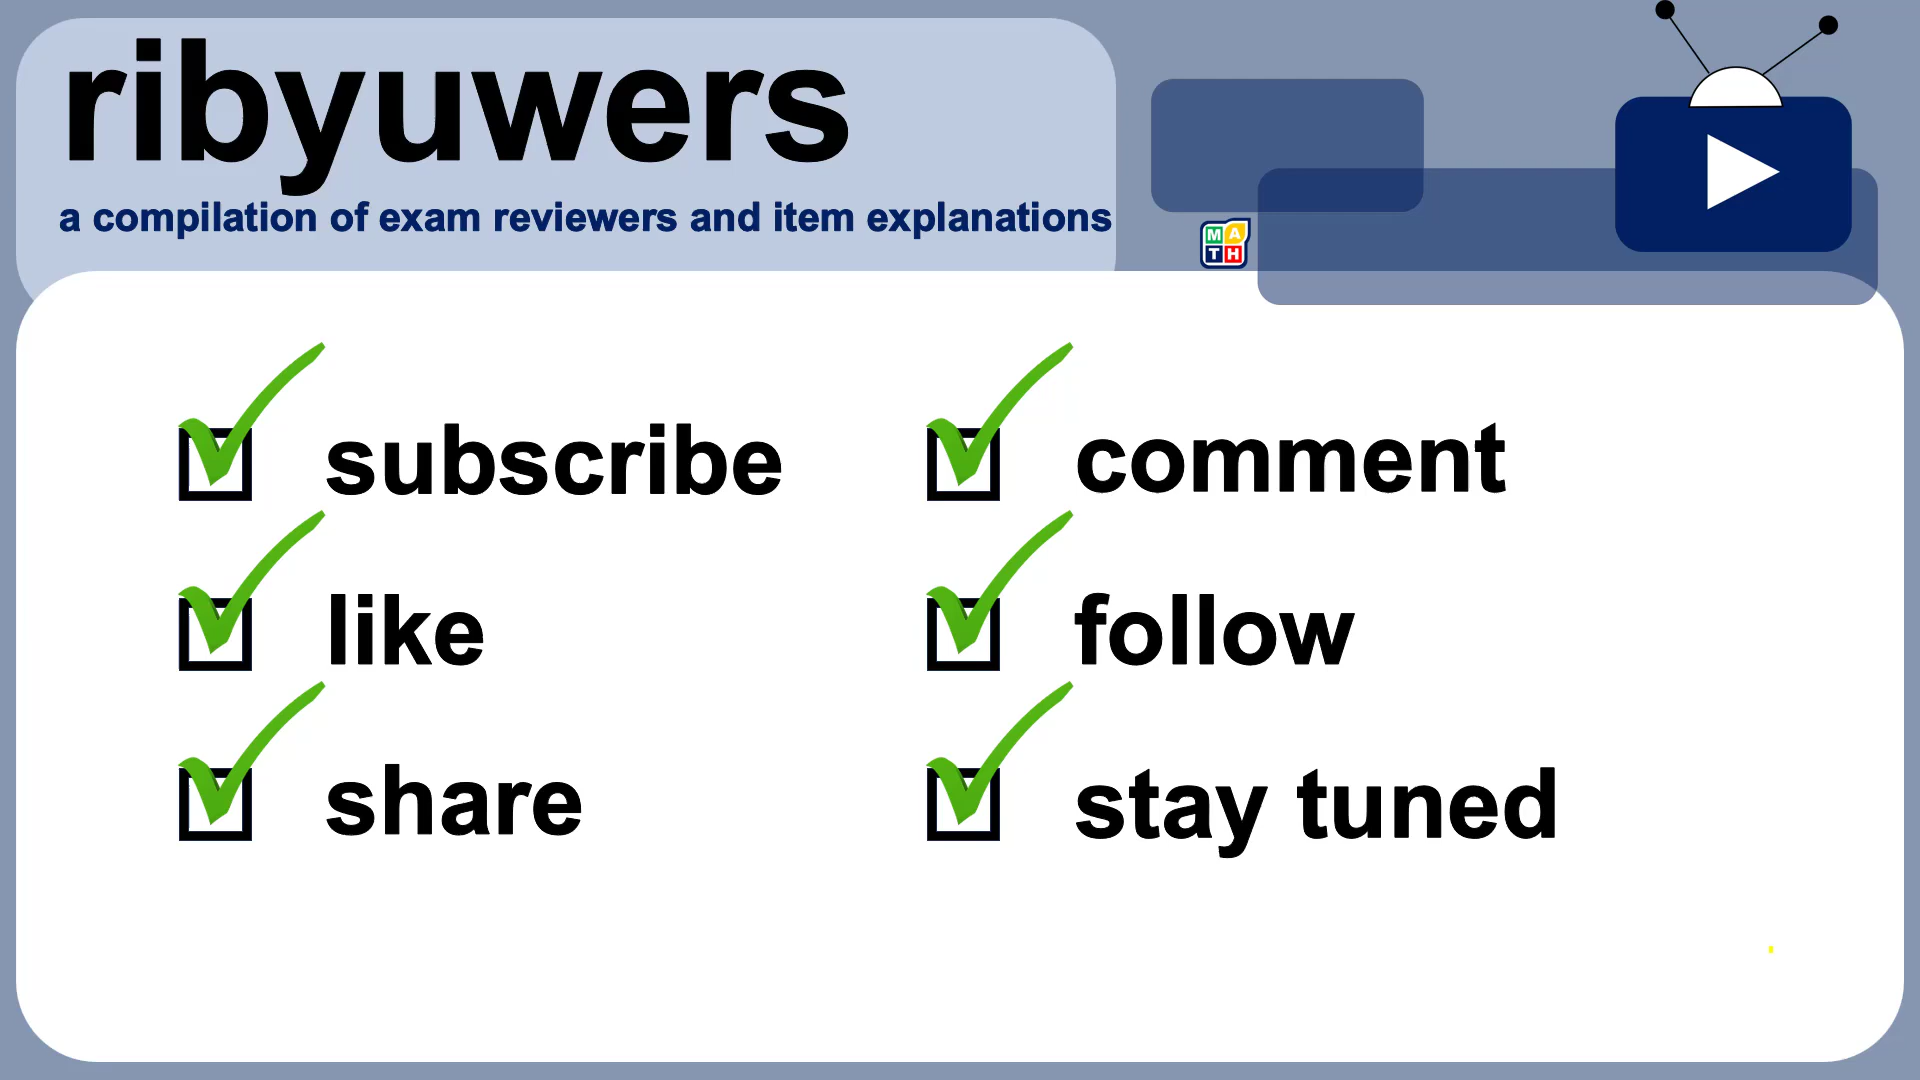 ribyuwers
a compilation of exam reviewers and item explanations
M A
T H
subscribe
like
share
comment
follow
stay tuned